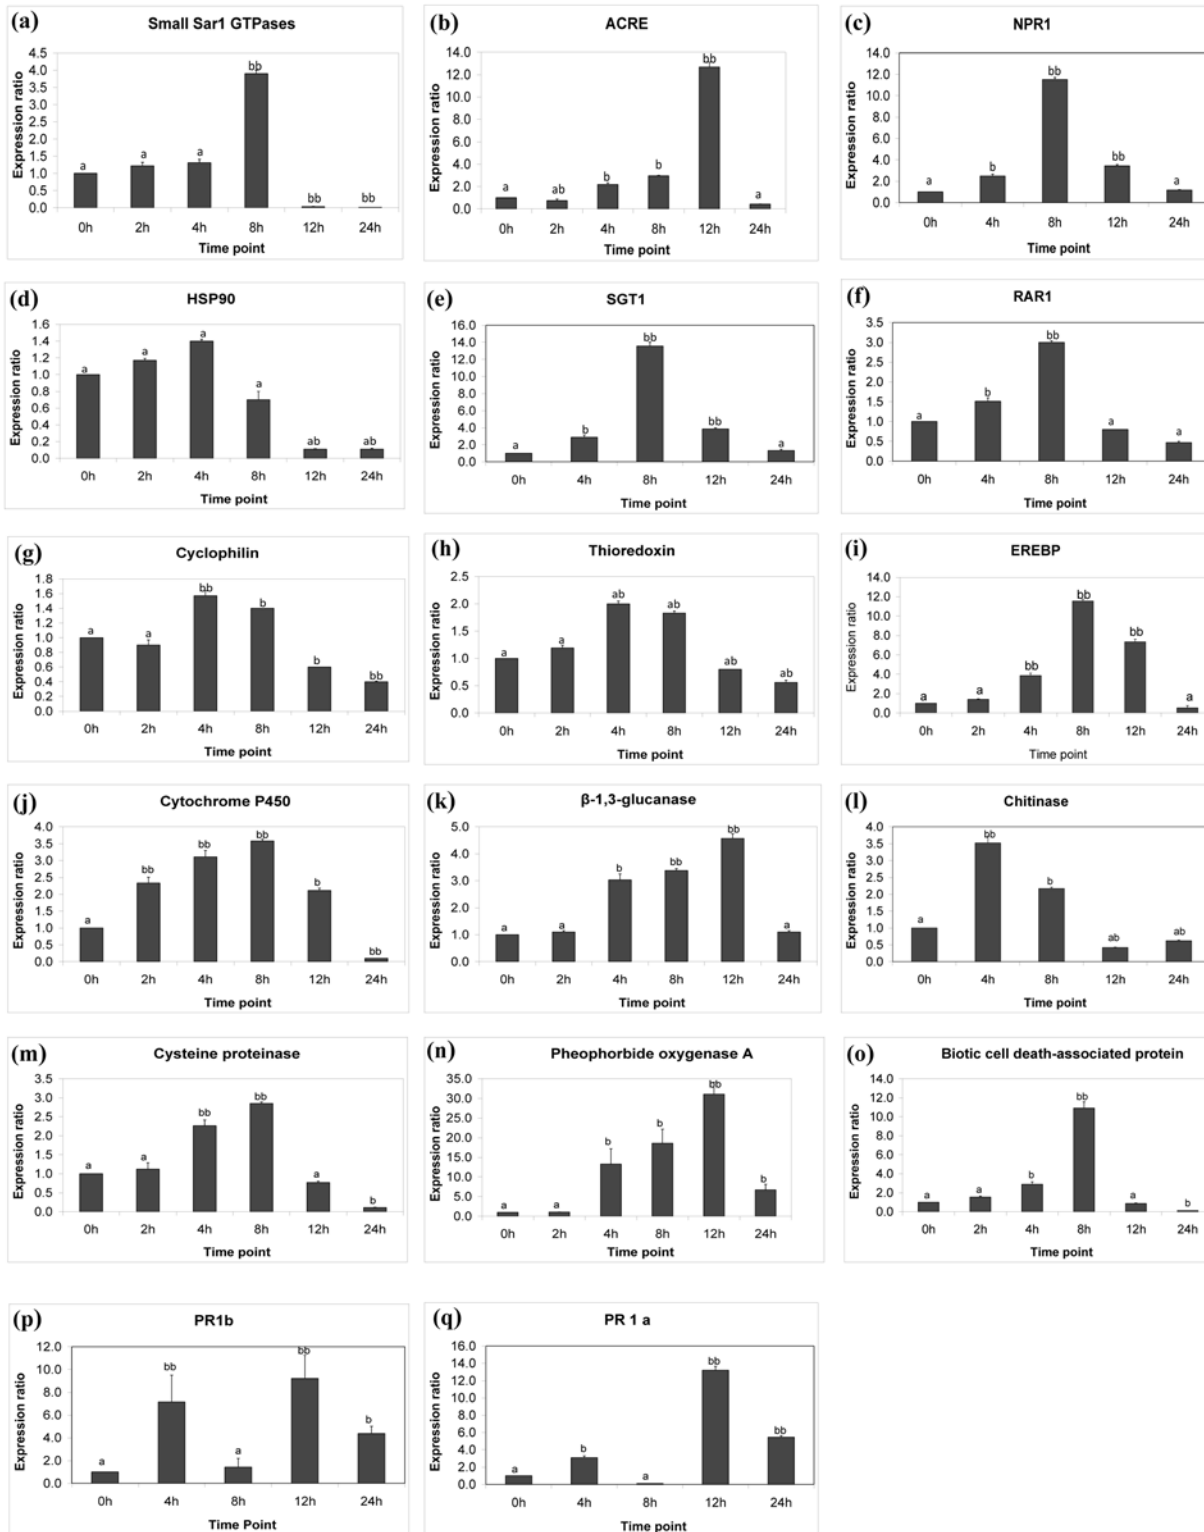 (a) Small Sar1 GTPases
Expression ratio
4.5
4.0
3.5
3.0
2.5
2.0
1.5
1.0
0.5
0.0
a a a bb bb bb
0h 2h 4h 8h 12h 24h
Time point
(b) ACRE
Expression ratio
14.0
12.0
10.0
8.0
6.0
4.0
2.0
0.0
a ab b b bb a
0h 2h 4h 8h 12h 24h
Time point
(c) NPR1
Expression ratio
14.0
12.0
10.0
8.0
6.0
4.0
2.0
0.0
a b bb bb a
0h 4h 8h 12h 24h
Time point
(d) HSP90
Expression ratio
1.6
1.4
1.2
1.0
0.8
0.6
0.4
0.2
0.0
a a a a ab ab
0h 2h 4h 8h 12h 24h
Time point
(e) SGT1
Expression ratio
16.0
14.0
12.0
10.0
8.0
6.0
4.0
2.0
0.0
a b bb bb a
0h 4h 8h 12h 24h
Time point
(f) RAR1
Expression ratio
3.5
3.0
2.5
2.0
1.5
1.0
0.5
0.0
a b bb a a
0h 4h 8h 12h 24h
Time point
(g) Cyclophilin
Expression ratio
1.8
1.6
1.4
1.2
1.0
0.8
0.6
0.4
0.2
0.0
a a bb b b bb
0h 2h 4h 8h 12h 24h
Time point
(h) Thioredoxin
Expression ratio
2.5
2.0
1.5
1.0
0.5
0.0
a a ab ab ab ab
0h 2h 4h 8h 12h 24h
Time point
(i) EREBP
Expression ratio
14.0
12.0
10.0
8.0
6.0
4.0
2.0
0.0
a a bb bb bb a
0h 2h 4h 8h 12h 24h
Time point
(j) Cytochrome P450
Expression ratio
4.0
3.5
3.0
2.5
2.0
1.5
1.0
0.5
0.0
a bb bb bb b bb
0h 2h 4h 8h 12h 24h
Time point
(k) β-1,3-glucanase
Expression ratio
5.0
4.0
3.0
2.0
1.0
0.0
a a b bb bb a
0h 2h 4h 8h 12h 24h
Time point
(l) Chitinase
Expression ratio
4.0
3.5
3.0
2.5
2.0
1.5
1.0
0.5
0.0
a bb b ab ab
0h 4h 8h 12h 24h
Time point
(m) Cysteine proteinase
Expression ratio
3.5
3.0
2.5
2.0
1.5
1.0
0.5
0.0
a a bb bb a b
0h 2h 4h 8h 12h 24h
Time point
(n) Pheophorbide oxygenase A
Expression ratio
35.0
30.0
25.0
20.0
15.0
10.0
5.0
0.0
a a b b bb b
0h 2h 4h 8h 12h 24h
Time point
(o) Biotic cell death-associated protein
Expression ratio
14.0
12.0
10.0
8.0
6.0
4.0
2.0
0.0
a a b bb a b
0h 2h 4h 8h 12h 24h
Time point
(p) PR1b
Expression ratio
12.0
10.0
8.0
6.0
4.0
2.0
0.0
a bb a bb b
0h 4h 8h 12h 24h
Time Point
(q) PR 1 a
Expression ratio
16.0
14.0
12.0
10.0
8.0
6.0
4.0
2.0
0.0
a b a bb bb
0h 4h 8h 12h 24h
Time point